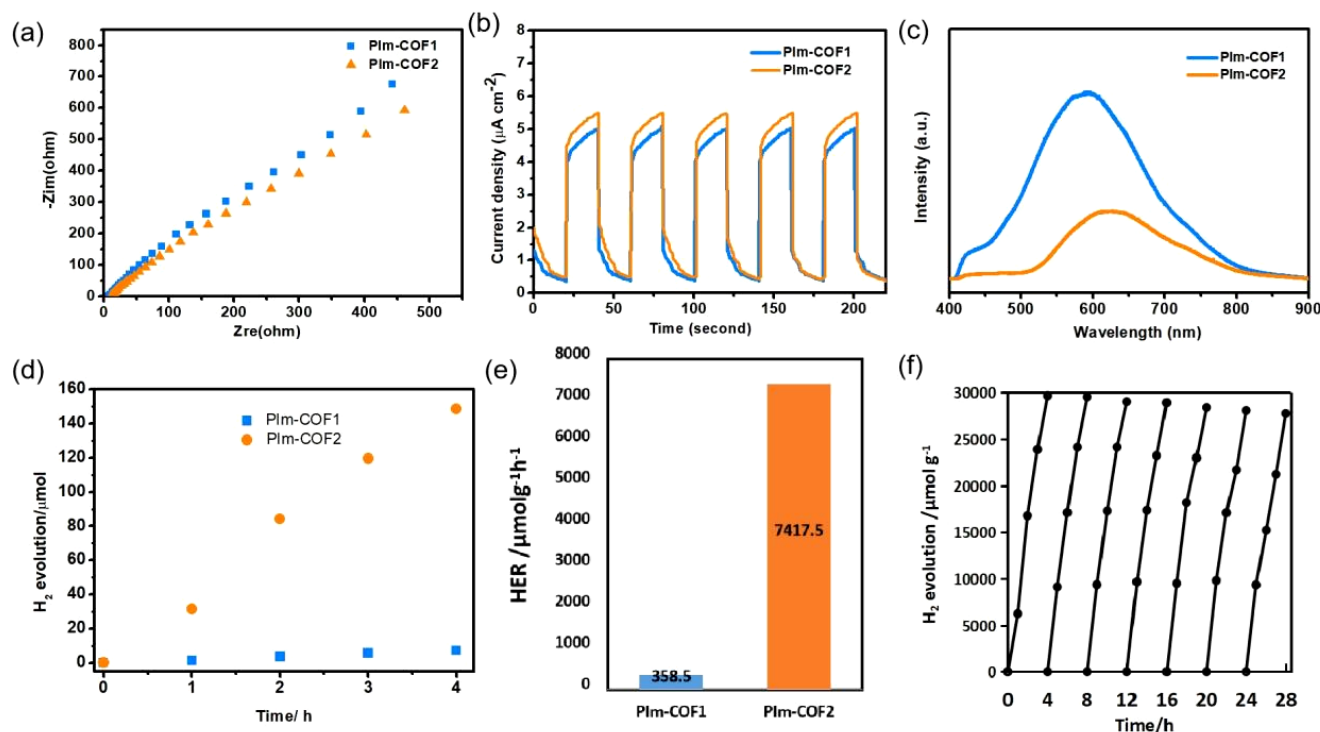 (a)
800
700
600
500
400
300
200
100
0
-Zim(ohm)
PIm-COF1
PIm-COF2
0 100 200 300 400 500
Zre(ohm)
(b)
8
7
6
5
4
3
2
1
0
Current density (μA cm⁻²)
PIm-COF1
PIm-COF2
0 50 100 150 200
Time (second)
(c)
Intensity (a.u.)
PIm-COF1
PIm-COF2
400 500 600 700 800 900
Wavelength (nm)
(d)
160
140
120
100
80
60
40
20
0
H₂ evolution/μmol
PIm-COF1
PIm-COF2
0 1 2 3 4
Time/ h
(e)
8000
7000
6000
5000
4000
3000
2000
1000
0
HER /μmolg⁻¹h⁻¹
358.5
7417.5
PIm-COF1 PIm-COF2
(f)
30000
25000
20000
15000
10000
5000
0
H₂ evolution /μmol g⁻¹
0 4 8 12 16 20 24 28
Time/h